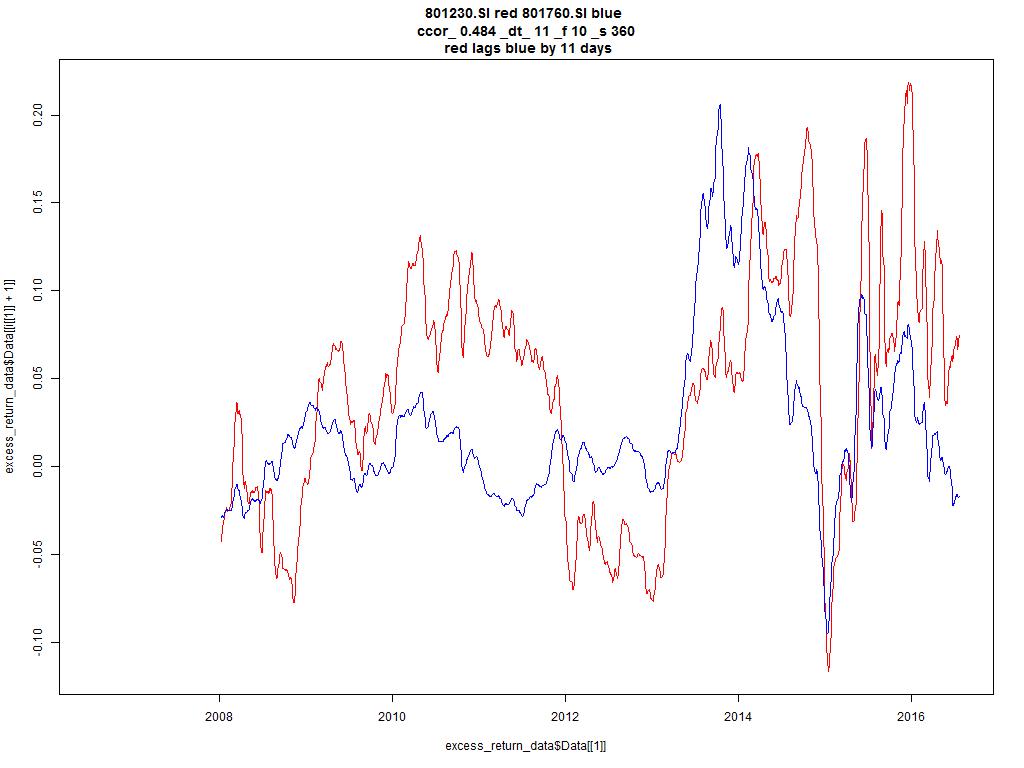 801230.SI red 801760.SI blue
ccor_ 0.484 _dt_ 11 _f 10 _s 360
red lags blue by 11 days
0.20
0.15
0.10
0.05
0.00
-0.05
-0.10
excess_return_data$Data[[i[[1]] + 1]]
2008 2010 2012 2014 2016
excess_return_data$Data[[1]]